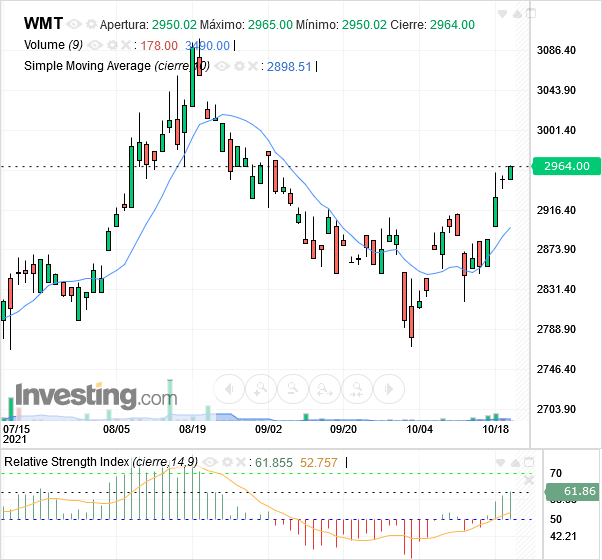 WMT Apertura: 2950.02 Máximo: 2965.00 Mínimo: 2950.02 Cierre: 2964.00
Volume (9) : 178.00 3490.00
Simple Moving Average (cierre,10) : 2898.51
3086.40
3043.90
3001.40
2964.00
2916.40
2873.90
2831.40
2788.90
2746.40
2703.90
Investing.com
07/15 08/05 08/19 09/02 09/20 10/04 10/18
2021
Relative Strength Index (cierre,14,9) : 61.855 52.757
70
61.86
50
42.21